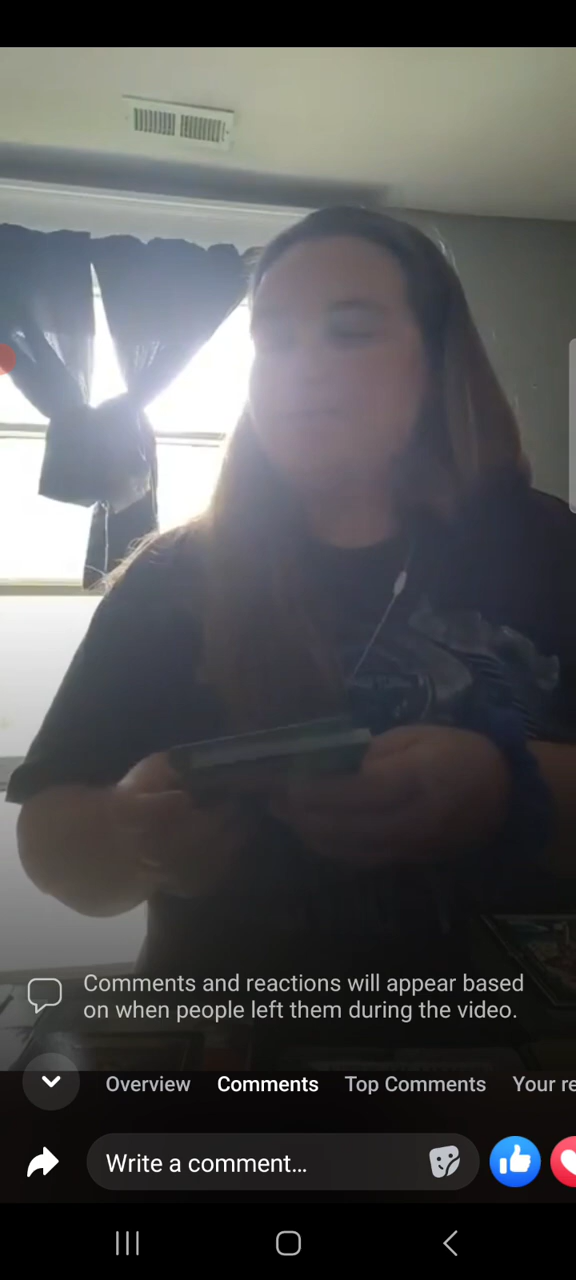 Comments and reactions will appear based
on when people left them during the video.
Overview Comments Top Comments Your re
Write a comment...